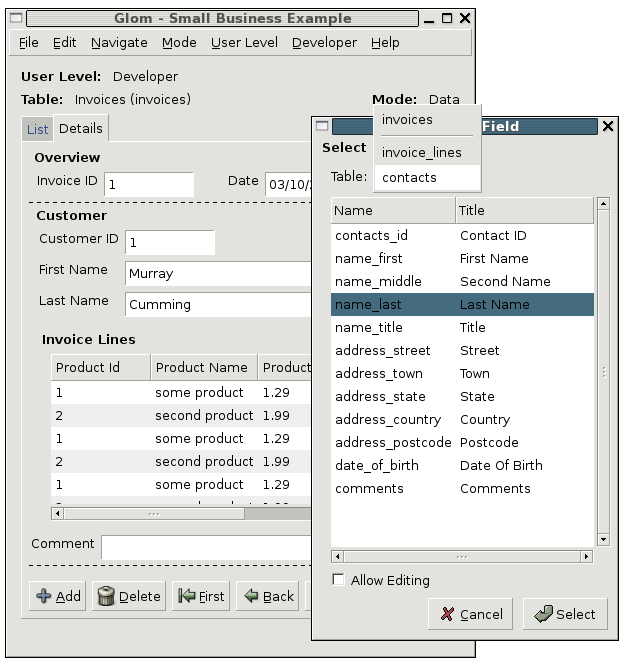 Glom - Small Business Example
File Edit Navigate Mode User Level Developer Help
User Level: Developer
Table: Invoices (invoices)
Mode: Data
List Details
Overview
Invoice ID 1 Date 03/10/
Customer
Customer ID 1
First Name Murray
Last Name Cumming
Invoice Lines
Product Id Product Name Product
1 some product 1.29
2 second product 1.99
1 some product 1.29
2 second product 1.99
1 some product 1.29
Comment
Add Delete First Back
Field
Select
Table:
invoices
invoice_lines
contacts
Name Title
contacts_id Contact ID
name_first First Name
name_middle Second Name
name_last Last Name
name_title Title
address_street Street
address_town Town
address_state State
address_country Country
address_postcode Postcode
date_of_birth Date Of Birth
comments Comments
Allow Editing
Cancel Select